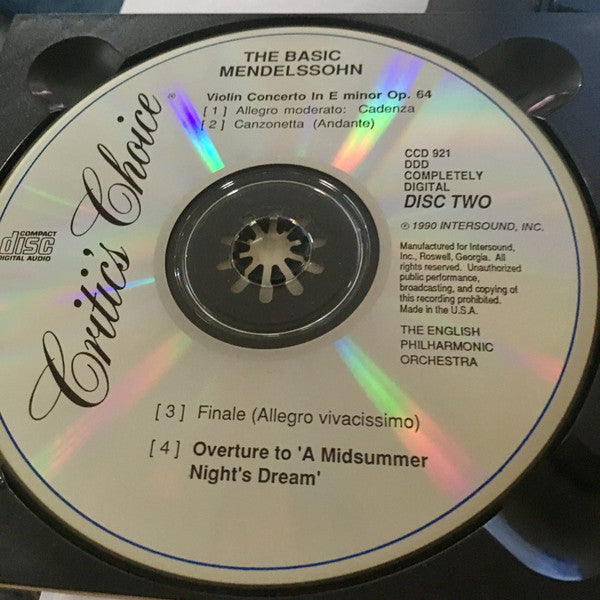 THE BASIC
MENDELSSOHN
Violin Concerto In E minor Op. 64
[ 1 ] Allegro moderato: Cadenza
[ 2 ] Canzonetta (Andante)
Critic's Choice®
CCD 921
DDD
COMPLETELY
DIGITAL
DISC TWO
℗ 1990 INTERSOUND, INC.
Manufactured for Intersound,
Inc., Roswell, Georgia. All
rights reserved. Unauthorized
public performance,
broadcasting, and copying of
this recording prohibited.
Made in the U.S.A.
THE ENGLISH
PHILHARMONIC
ORCHESTRA
COMPACT
disc
DIGITAL AUDIO
[ 3 ] Finale (Allegro vivacissimo)
[ 4 ] Overture to 'A Midsummer
Night's Dream'